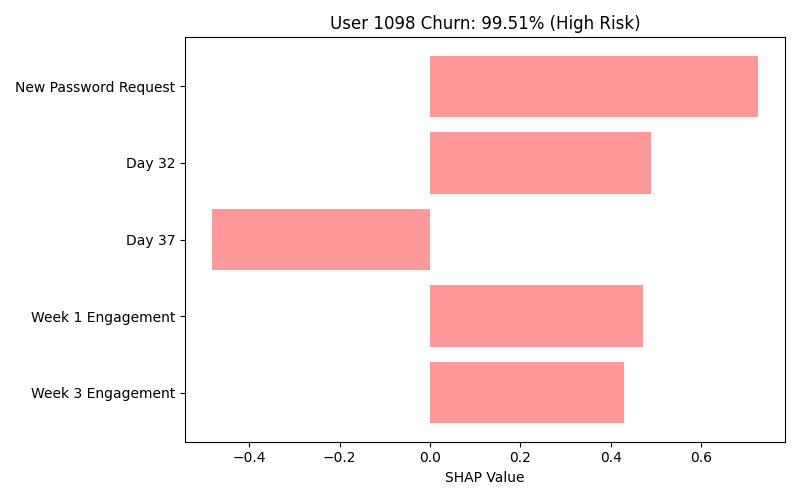 User 1098 Churn: 99.51% (High Risk)
New Password Request
Day 32
Day 37
Week 1 Engagement
Week 3 Engagement
−0.4 −0.2 0.0 0.2 0.4 0.6
SHAP Value